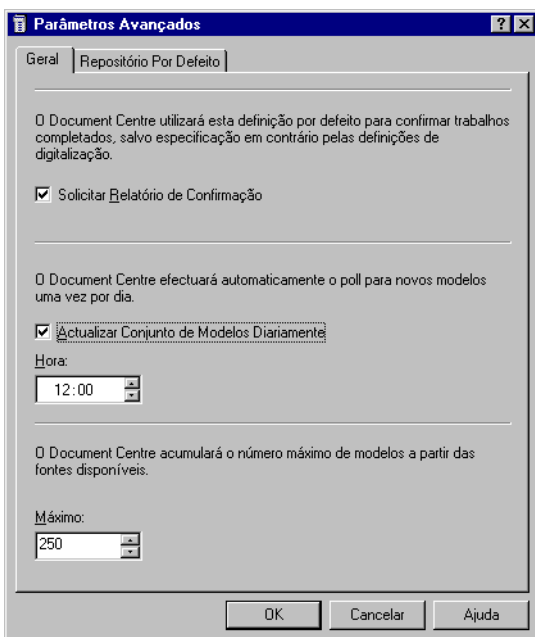 Parâmetros Avançados
Geral
Repositório Por Defeito
O Document Centre utilizará esta definição por defeito para confirmar trabalhos
completados, salvo especificação em contrário pelas definições de
digitalização.
Solicitar Relatório de Confirmação
O Document Centre efectuará automaticamente o poll para novos modelos
uma vez por dia.
Actualizar Conjunto de Modelos Diariamente
Hora:
12:00
O Document Centre acumulará o número máximo de modelos a partir das
fontes disponíveis.
Máximo:
250
OK
Cancelar
Ajuda